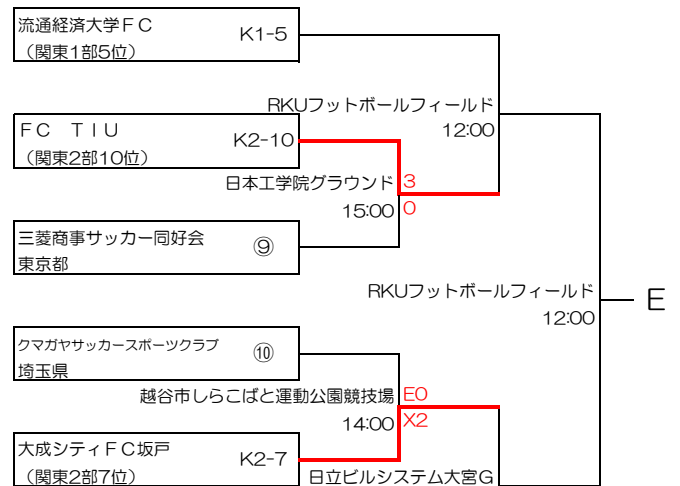 流通経済大学FC
（関東1部5位）
K1-5
RKUフットボールフィールド
12:00
FC TIU
（関東2部10位）
K2-10
日本工学院グラウンド
15:00
3
0
三菱商事サッカー同好会
東京都
⑨
RKUフットボールフィールド
12:00
E
クマガヤサッカースポーツクラブ
埼玉県
⑩
越谷市しらこばと運動公園競技場
14:00
E0
X2
大成シティFC坂戸
（関東2部7位）
K2-7
日立ビルシステム大宮G